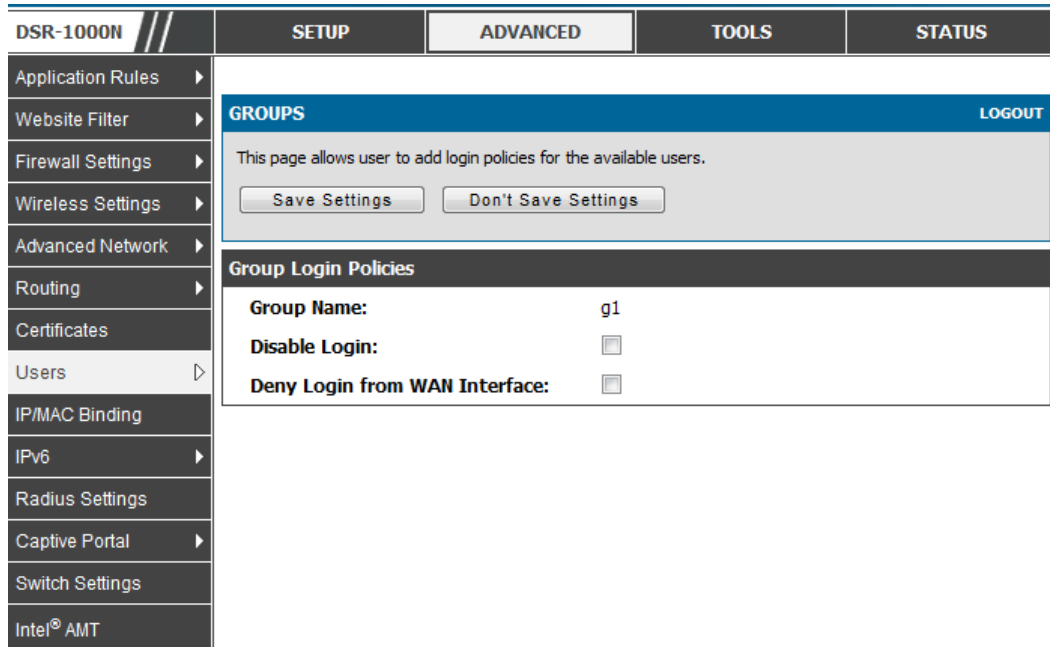 DSR-1000N
SETUP
ADVANCED
TOOLS
STATUS
Application Rules
Website Filter
Firewall Settings
Wireless Settings
Advanced Network
Routing
Certificates
Users
IP/MAC Binding
IPv6
Radius Settings
Captive Portal
Switch Settings
Intel® AMT
GROUPS
LOGOUT
This page allows user to add login policies for the available users.
Save Settings
Don't Save Settings
Group Login Policies
Group Name: g1
Disable Login:
Deny Login from WAN Interface: